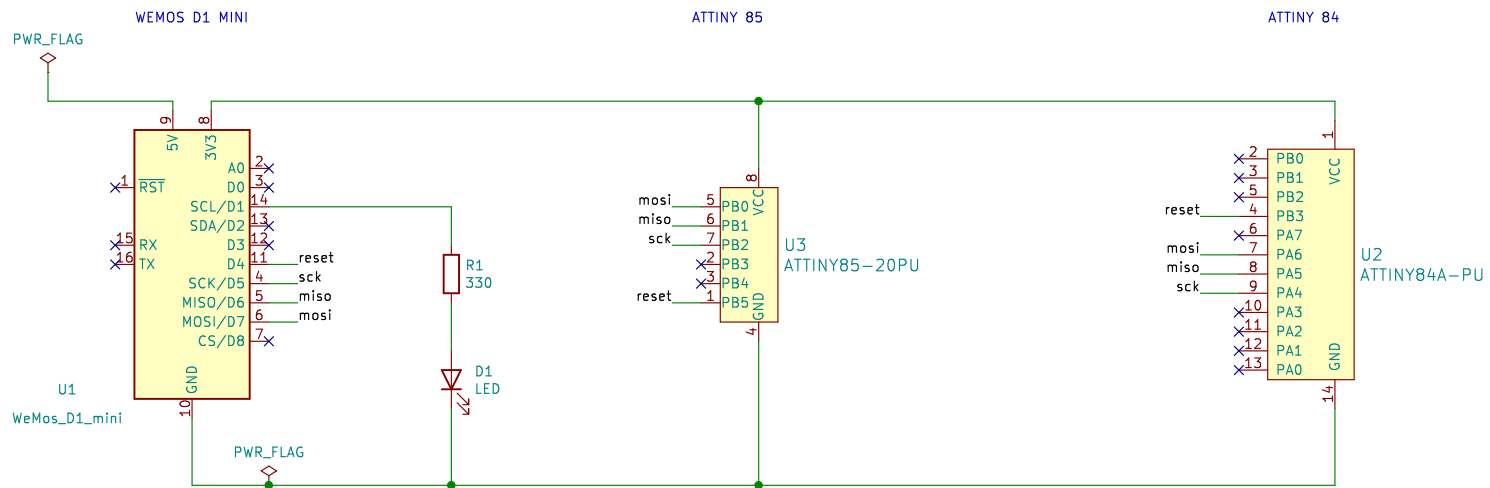 WEMOS D1 MINI
ATTINY 85
ATTINY 84
PWR_FLAG
9
8
5V
3V3
1
RST
15
RX
16
TX
A0
2
D0
3
SCL/D1
14
SDA/D2
13
D3
12
D4
11
reset
SCK/D5
4
sck
MISO/D6
5
miso
MOSI/D7
6
mosi
CS/D8
7
GND
10
U1
WeMos_D1_mini
PWR_FLAG
R1
330
D1
LED
8
VCC
mosi
5
PB0
miso
6
PB1
sck
7
PB2
2
PB3
3
PB4
reset
1
PB5
GND
4
U3
ATTINY85-20PU
1
VCC
2
PB0
3
PB1
5
PB2
reset
4
PB3
6
PA7
mosi
7
PA6
miso
8
PA5
sck
9
PA4
10
PA3
11
PA2
12
PA1
13
PA0
GND
14
U2
ATTINY84A-PU